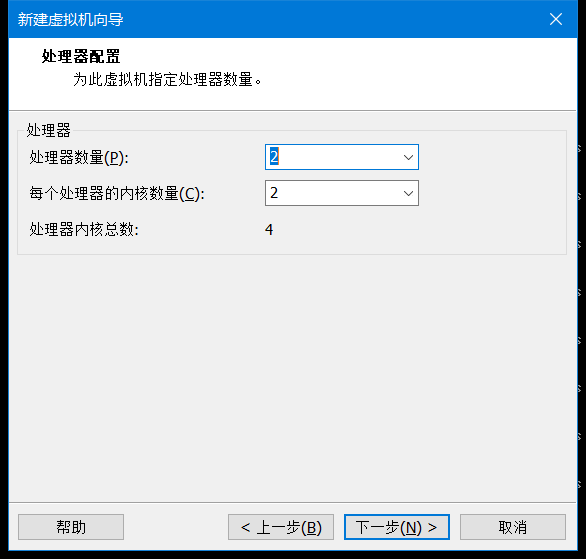 新建虚拟机向导
处理器配置
为此虚拟机指定处理器数量。
处理器
处理器数量(P): 2
每个处理器的内核数量(C): 2
处理器内核总数: 4
帮助 < 上一步(B) 下一步(N) > 取消